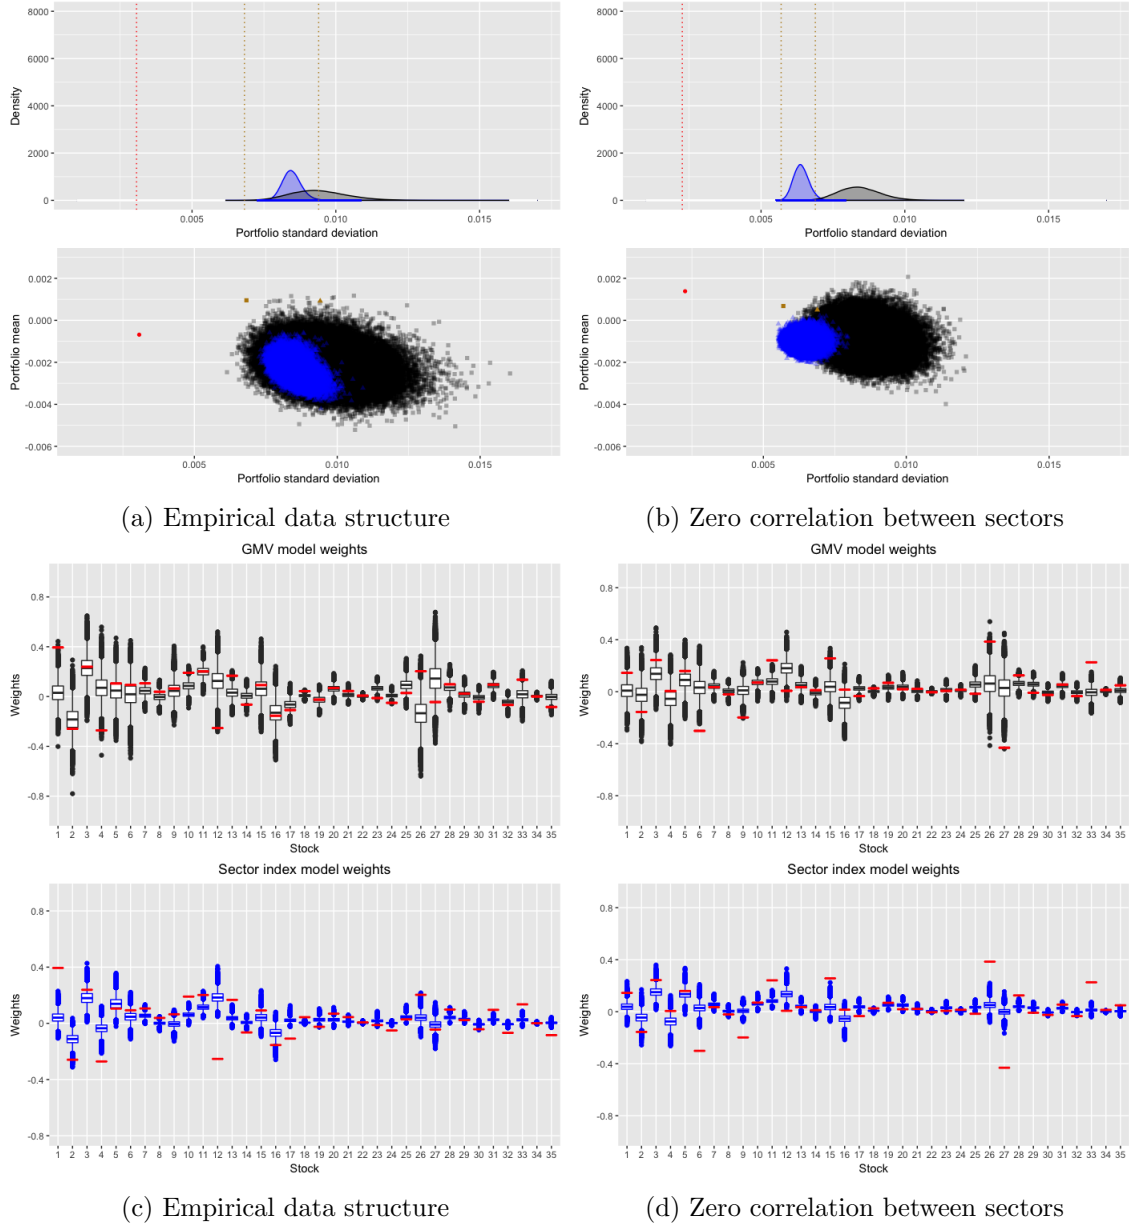 8000
6000
4000
2000
0
Density
0.005 0.010 0.015
Portfolio standard deviation
8000
6000
4000
2000
0
Density
0.005 0.010 0.015
Portfolio standard deviation
0.002
0.000
-0.002
-0.004
-0.006
Portfolio mean
0.005 0.010 0.015
Portfolio standard deviation
0.002
0.000
-0.002
-0.004
-0.006
Portfolio mean
0.005 0.010 0.015
Portfolio standard deviation
(a) Empirical data structure
(b) Zero correlation between sectors
GMV model weights
0.8
0.4
0
-0.4
-0.8
Weights
1 2 3 4 5 6 7 8 9 10 11 12 13 14 15 16 17 18 19 20 21 22 23 24 25 26 27 28 29 30 31 32 33 34 35
Stock
GMV model weights
0.8
0.4
0
-0.4
-0.8
Weights
1 2 3 4 5 6 7 8 9 10 11 12 13 14 15 16 17 18 19 20 21 22 23 24 25 26 27 28 29 30 31 32 33 34 35
Stock
Sector index model weights
0.8
0.4
0
-0.4
-0.8
Weights
1 2 3 4 5 6 7 8 9 10 11 12 13 14 15 16 17 18 19 20 21 22 23 24 25 26 27 28 29 30 31 32 33 34 35
Stock
Sector index model weights
0.8
0.4
0
-0.4
-0.8
Weights
1 2 3 4 5 6 7 8 9 10 11 12 13 14 15 16 17 18 19 20 21 22 23 24 25 26 27 28 29 30 31 32 33 34 35
Stock
(c) Empirical data structure
(d) Zero correlation between sectors